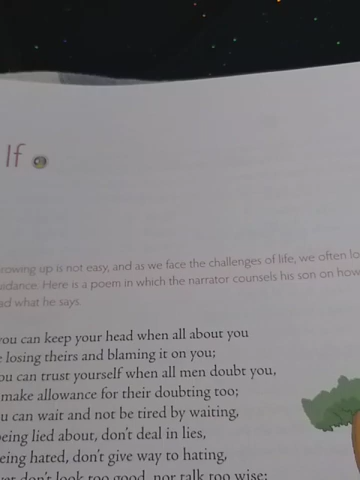 If
rowing up is not easy, and as we face the challenges of life, we often lo
uidance. Here is a poem in which the narrator counsels his son on how
ad what he says.
you can keep your head when all about you
e losing theirs and blaming it on you;
ou can trust yourself when all men doubt you,
make allowance for their doubting too;
u can wait and not be tired by waiting,
being lied about, don't deal in lies,
eing hated, don't give way to hating,
yet don't look too good, nor talk too wise: